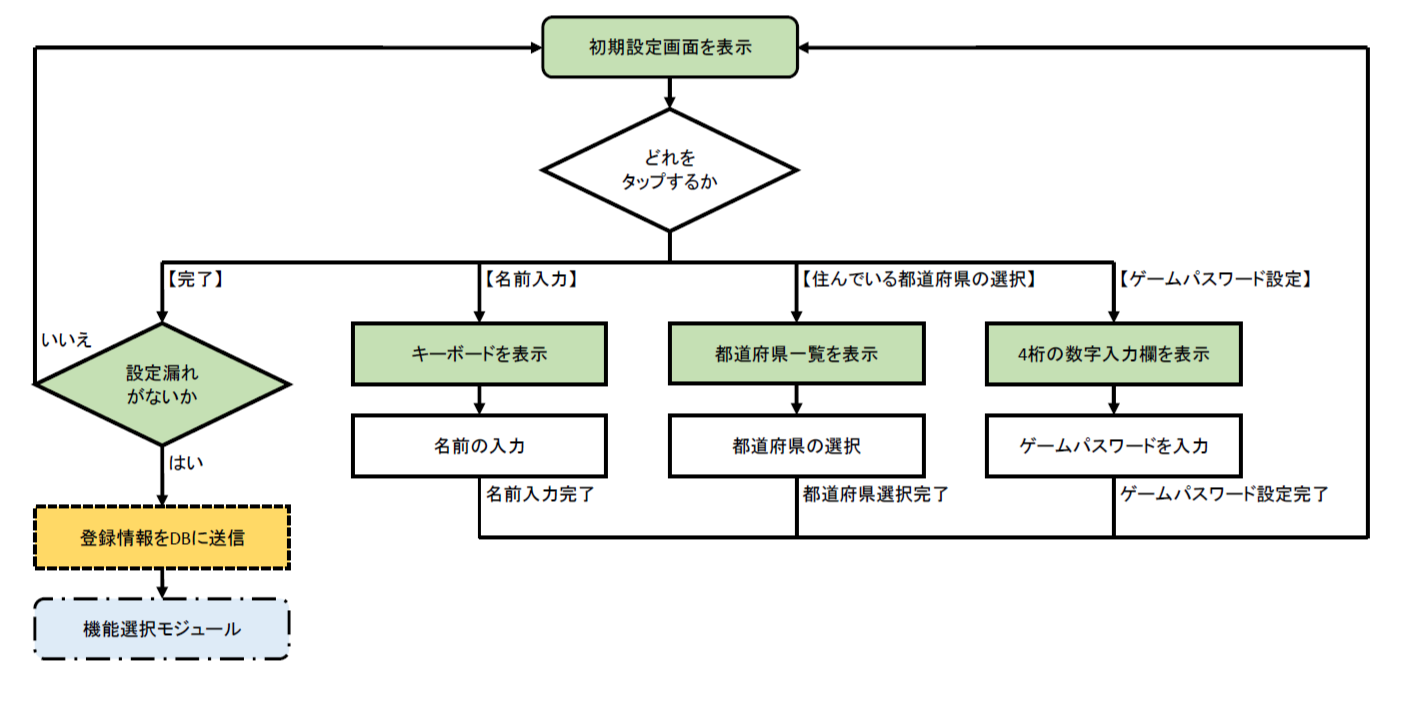 初期設定画面を表示
どれを
タップするか
【完了】
【名前入力】
【住んでいる都道府県の選択】
【ゲームパスワード設定】
いいえ
設定漏れ
がないか
キーボードを表示
都道府県一覧を表示
4桁の数字入力欄を表示
名前の入力
都道府県の選択
ゲームパスワードを入力
はい
名前入力完了
都道府県選択完了
ゲームパスワード設定完了
登録情報をDBに送信
機能選択モジュール